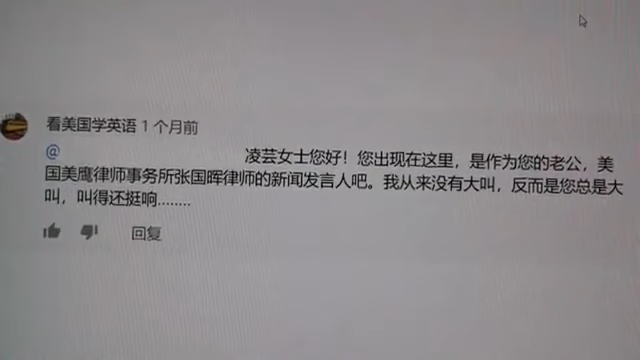 看美国学英语 1 个月前
@ 凌芸女士您好！您出现在这里，是作为您的老公，美
国美鹰律师事务所张国晖律师的新闻发言人吧。我从来没有大叫，反而是您总是大
叫，叫得还挺响........
回复